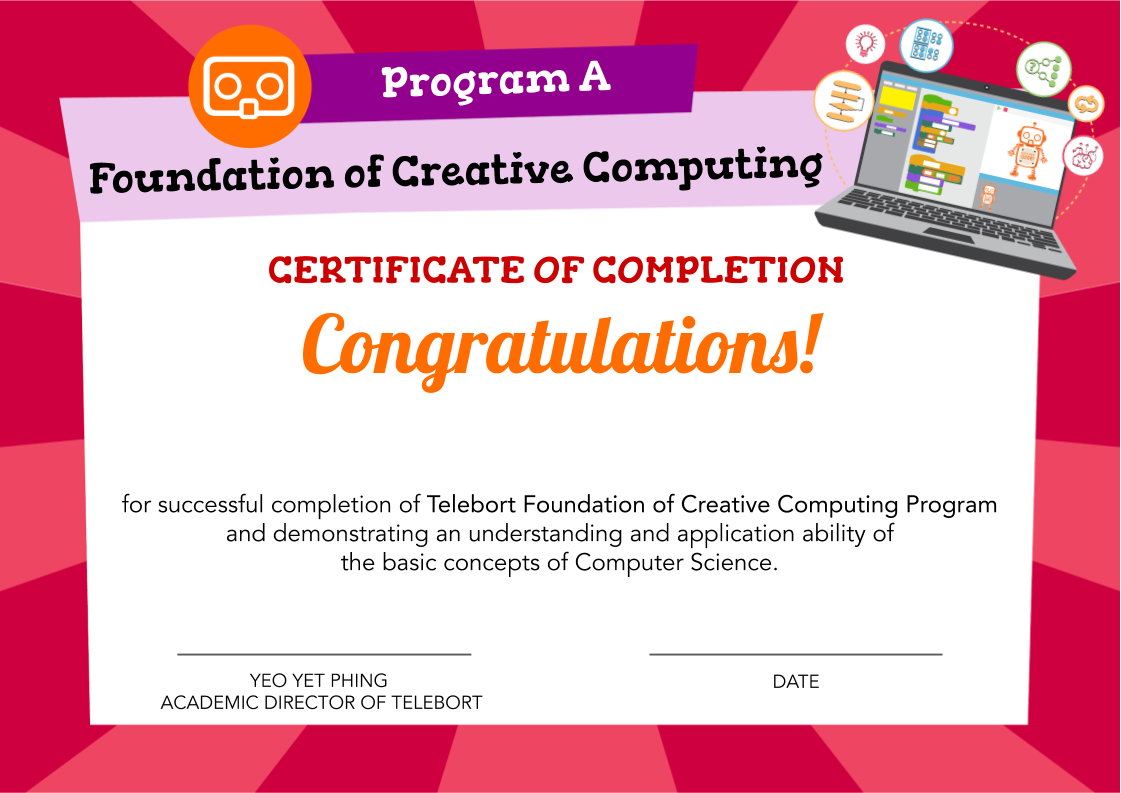 Program A
Foundation of Creative Computing
CERTIFICATE OF COMPLETION
Congratulations!
for successful completion of Telebort Foundation of Creative Computing Program
and demonstrating an understanding and application ability of
the basic concepts of Computer Science.
YEO YET PHING
ACADEMIC DIRECTOR OF TELEBORT
DATE